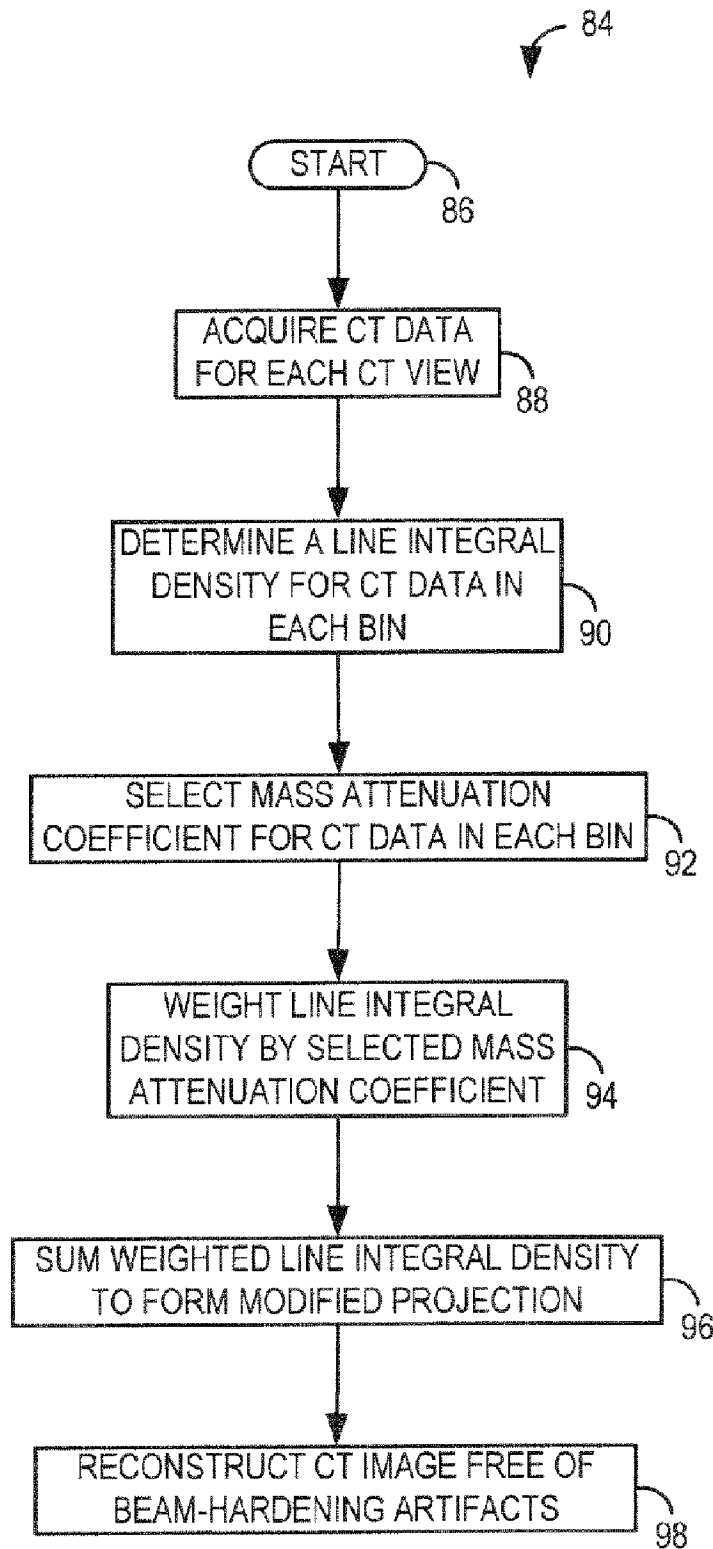 84
START
86
ACQUIRE CT DATA
FOR EACH CT VIEW
88
DETERMINE A LINE INTEGRAL
DENSITY FOR CT DATA IN
EACH BIN
90
SELECT MASS ATTENUATION
COEFFICIENT FOR CT DATA IN EACH BIN
92
WEIGHT LINE INTEGRAL
DENSITY BY SELECTED MASS
ATTENUATION COEFFICIENT
94
SUM WEIGHTED LINE INTEGRAL DENSITY
TO FORM MODIFIED PROJECTION
96
RECONSTRUCT CT IMAGE FREE OF
BEAM-HARDENING ARTIFACTS
98